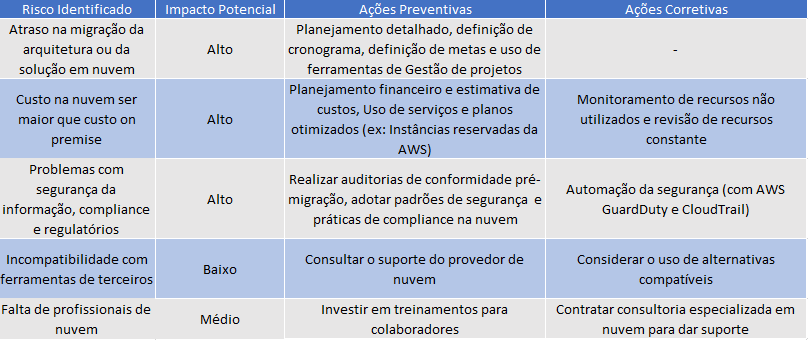 Risco Identificado
Impacto Potencial
Ações Preventivas
Ações Corretivas
Atraso na migração da
arquitetura ou da
solução em nuvem
Alto
Planejamento detalhado, definição de
cronograma, definição de metas e uso de
ferramentas de Gestão de projetos
-
Custo na nuvem ser
maior que custo on
premise
Alto
Planejamento financeiro e estimativa de
custos, Uso de serviços e planos
otimizados (ex: Instâncias reservadas da
AWS)
Monitoramento de recursos não
utilizados e revisão de recursos
constante
Problemas com
segurança da
informação, compliance
e regulatórios
Alto
Realizar auditorias de conformidade pré-
migração, adotar padrões de segurança e
práticas de compliance na nuvem
Automação da segurança (com AWS
GuardDuty e CloudTrail)
Incompatibilidade com
ferramentas de terceiros
Baixo
Consultar o suporte do provedor de
nuvem
Considerar o uso de alternativas
compatíveis
Falta de profissionais de
nuvem
Médio
Investir em treinamentos para
colaboradores
Contratar consultoria especializada em
nuvem para dar suporte